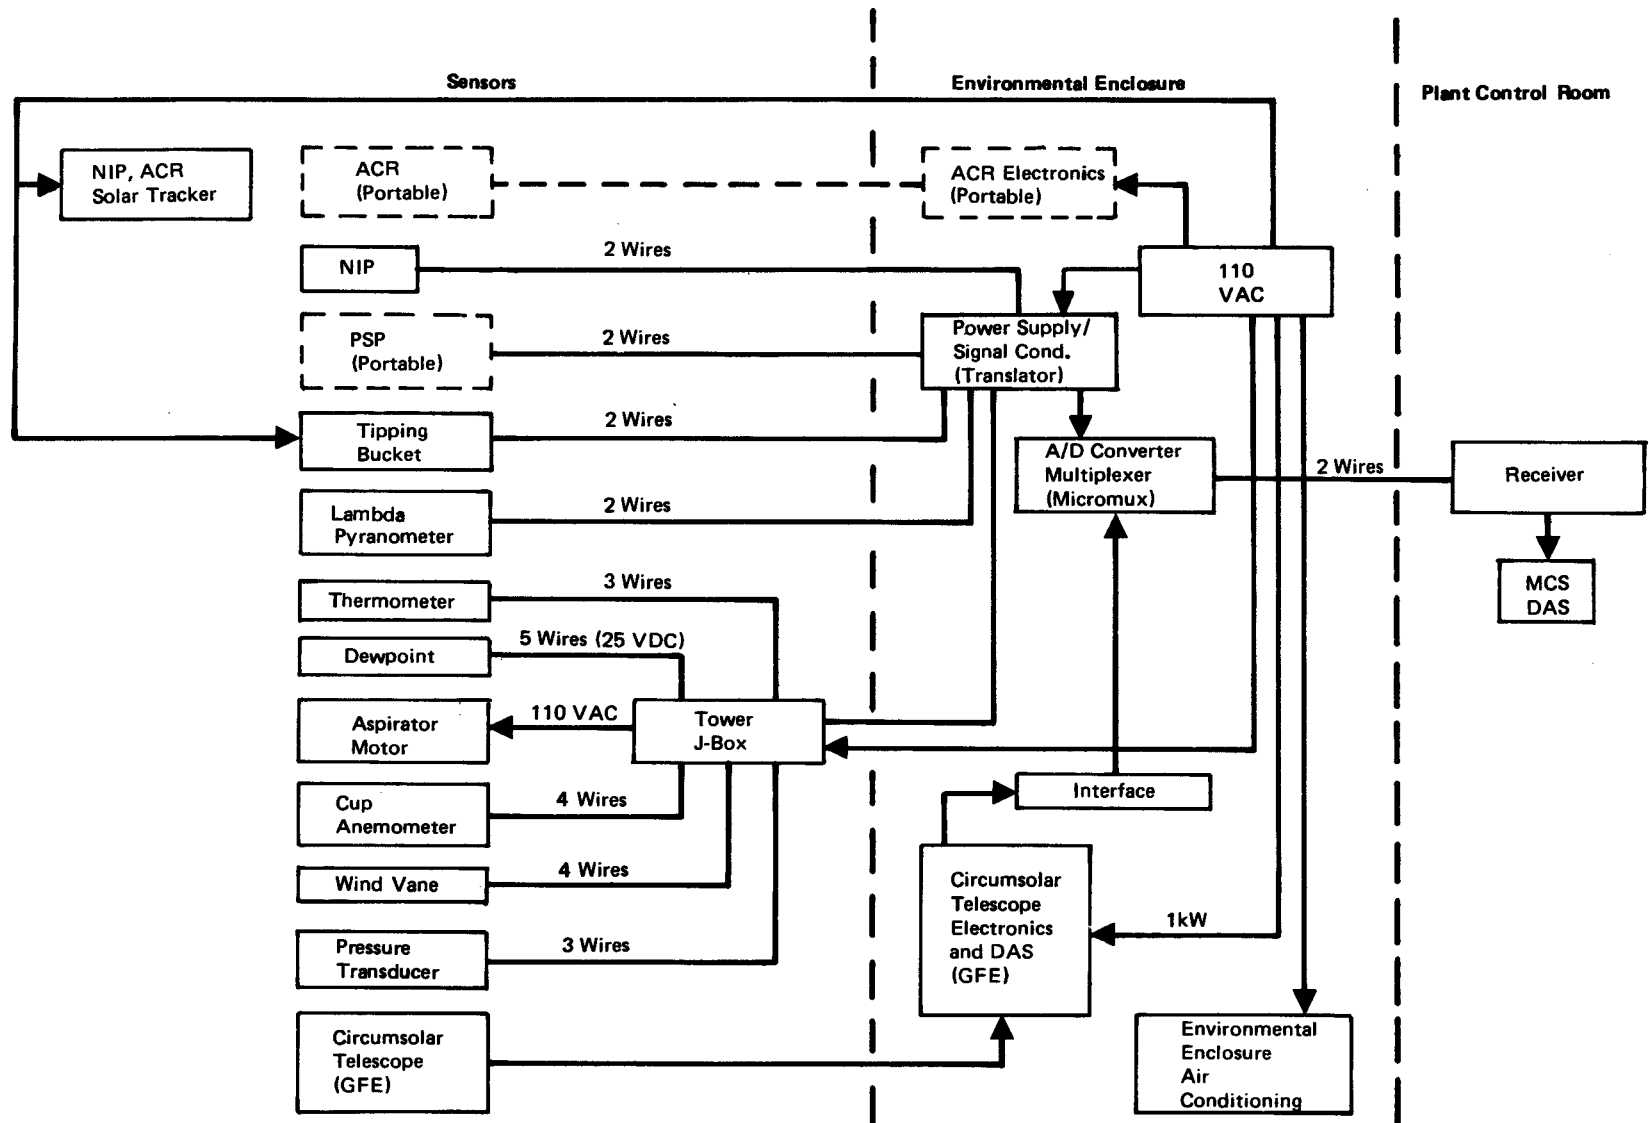 Sensors
Environmental Enclosure
Plant Control Room
NIP, ACR
Solar Tracker
ACR
(Portable)
ACR Electronics
(Portable)
NIP
2 Wires
110
VAC
PSP
(Portable)
2 Wires
Power Supply/
Signal Cond.
(Translator)
Tipping
Bucket
2 Wires
A/D Converter
Multiplexer
(Micromux)
2 Wires
Receiver
Lambda
Pyranometer
2 Wires
MCS
DAS
Thermometer
3 Wires
Dewpoint
5 Wires (25 VDC)
Aspirator
Motor
110 VAC
Tower
J-Box
Cup
Anemometer
4 Wires
Interface
Wind Vane
4 Wires
Circumsolar
Telescope
Electronics
and DAS
(GFE)
1kW
Pressure
Transducer
3 Wires
Circumsolar
Telescope
(GFE)
Environmental
Enclosure
Air
Conditioning